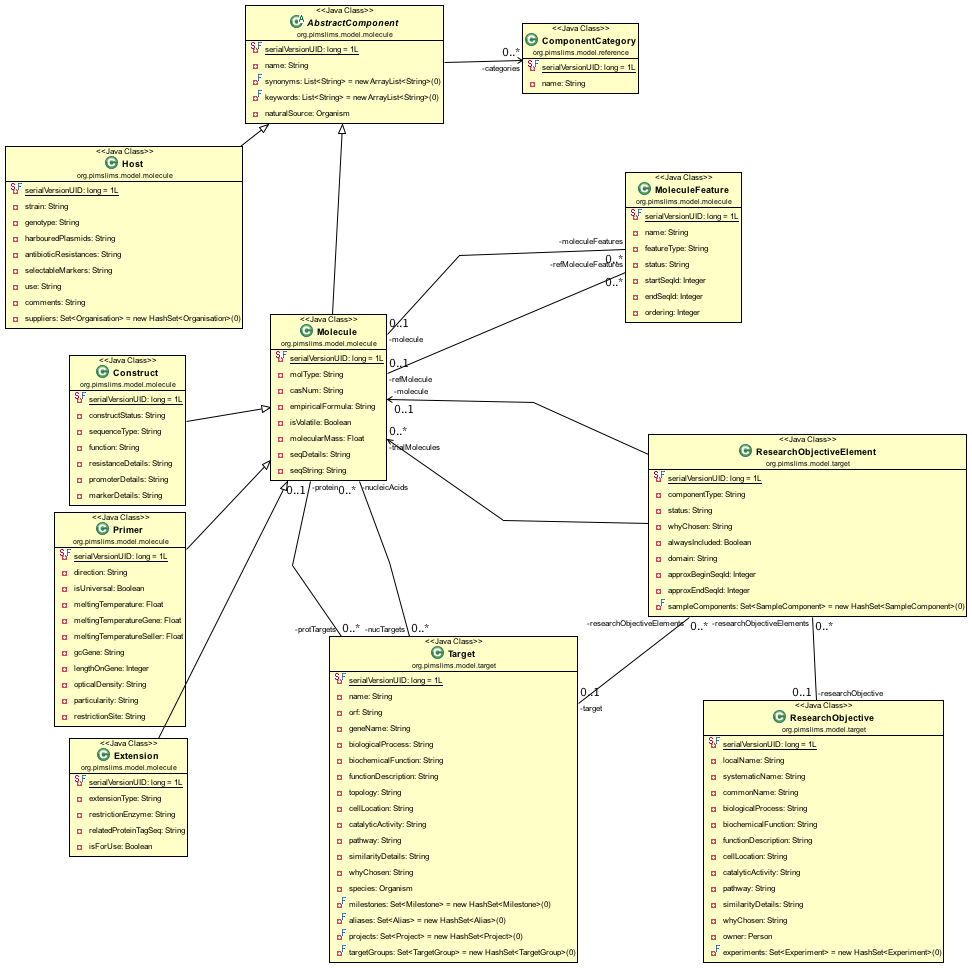 <<Java Class>>
AbstractComponent
org.pimslims.model.molecule
serialVersionUID: long = 1L
name: String
synonyms: List<String> = new ArrayList<String>(0)
keywords: List<String> = new ArrayList<String>(0)
naturalSource: Organism
0..*
-categories
<<Java Class>>
ComponentCategory
org.pimslims.model.reference
serialVersionUID: long = 1L
name: String
<<Java Class>>
Host
org.pimslims.model.molecule
serialVersionUID: long = 1L
strain: String
genotype: String
harbouredPlasmids: String
antibioticResistances: String
selectableMarkers: String
use: String
comments: String
suppliers: Set<Organisation> = new HashSet<Organisation>(0)
<<Java Class>>
MoleculeFeature
org.pimslims.model.molecule
serialVersionUID: long = 1L
name: String
featureType: String
status: String
startSeqId: Integer
endSeqId: Integer
ordering: Integer
-moleculeFeatures
0..*
-refMoleculeFeatures
0..*
<<Java Class>>
Molecule
org.pimslims.model.molecule
serialVersionUID: long = 1L
molType: String
casNum: String
empiricalFormula: String
isVolatile: Boolean
molecularMass: Float
seqDetails: String
seqString: String
0..1
-molecule
0..1
-refMolecule
-molecule
0..1
0..*
-trialMolecules
0..1
-protein
0..*
-nucleicAcids
<<Java Class>>
Construct
org.pimslims.model.molecule
serialVersionUID: long = 1L
constructStatus: String
sequenceType: String
function: String
resistanceDetails: String
promoterDetails: String
markerDetails: String
<<Java Class>>
ResearchObjectiveElement
org.pimslims.model.target
serialVersionUID: long = 1L
componentType: String
status: String
whyChosen: String
alwaysIncluded: Boolean
domain: String
approxBeginSeqId: Integer
approxEndSeqId: Integer
sampleComponents: Set<SampleComponent> = new HashSet<SampleComponent>(0)
<<Java Class>>
Primer
org.pimslims.model.molecule
serialVersionUID: long = 1L
direction: String
isUniversal: Boolean
meltingTemperature: Float
meltingTemperatureGene: Float
meltingTemperatureSeller: Float
gcGene: String
lengthOnGene: Integer
opticalDensity: String
particularity: String
restrictionSite: String
-protTargets
0..*
-nucTargets
0..*
-researchObjectiveElements
0..*
-researchObjectiveElements
0..*
0..1
-target
0..1
-researchObjective
<<Java Class>>
Target
org.pimslims.model.target
serialVersionUID: long = 1L
name: String
orf: String
geneName: String
biologicalProcess: String
biochemicalFunction: String
functionDescription: String
topology: String
cellLocation: String
catalyticActivity: String
pathway: String
similarityDetails: String
whyChosen: String
species: Organism
milestones: Set<Milestone> = new HashSet<Milestone>(0)
aliases: Set<Alias> = new HashSet<Alias>(0)
projects: Set<Project> = new HashSet<Project>(0)
targetGroups: Set<TargetGroup> = new HashSet<TargetGroup>(0)
<<Java Class>>
ResearchObjective
org.pimslims.model.target
serialVersionUID: long = 1L
localName: String
systematicName: String
commonName: String
biologicalProcess: String
biochemicalFunction: String
functionDescription: String
cellLocation: String
catalyticActivity: String
pathway: String
similarityDetails: String
whyChosen: String
owner: Person
experiments: Set<Experiment> = new HashSet<Experiment>(0)
<<Java Class>>
Extension
org.pimslims.model.molecule
serialVersionUID: long = 1L
extensionType: String
restrictionEnzyme: String
relatedProteinTagSeq: String
isForUse: Boolean